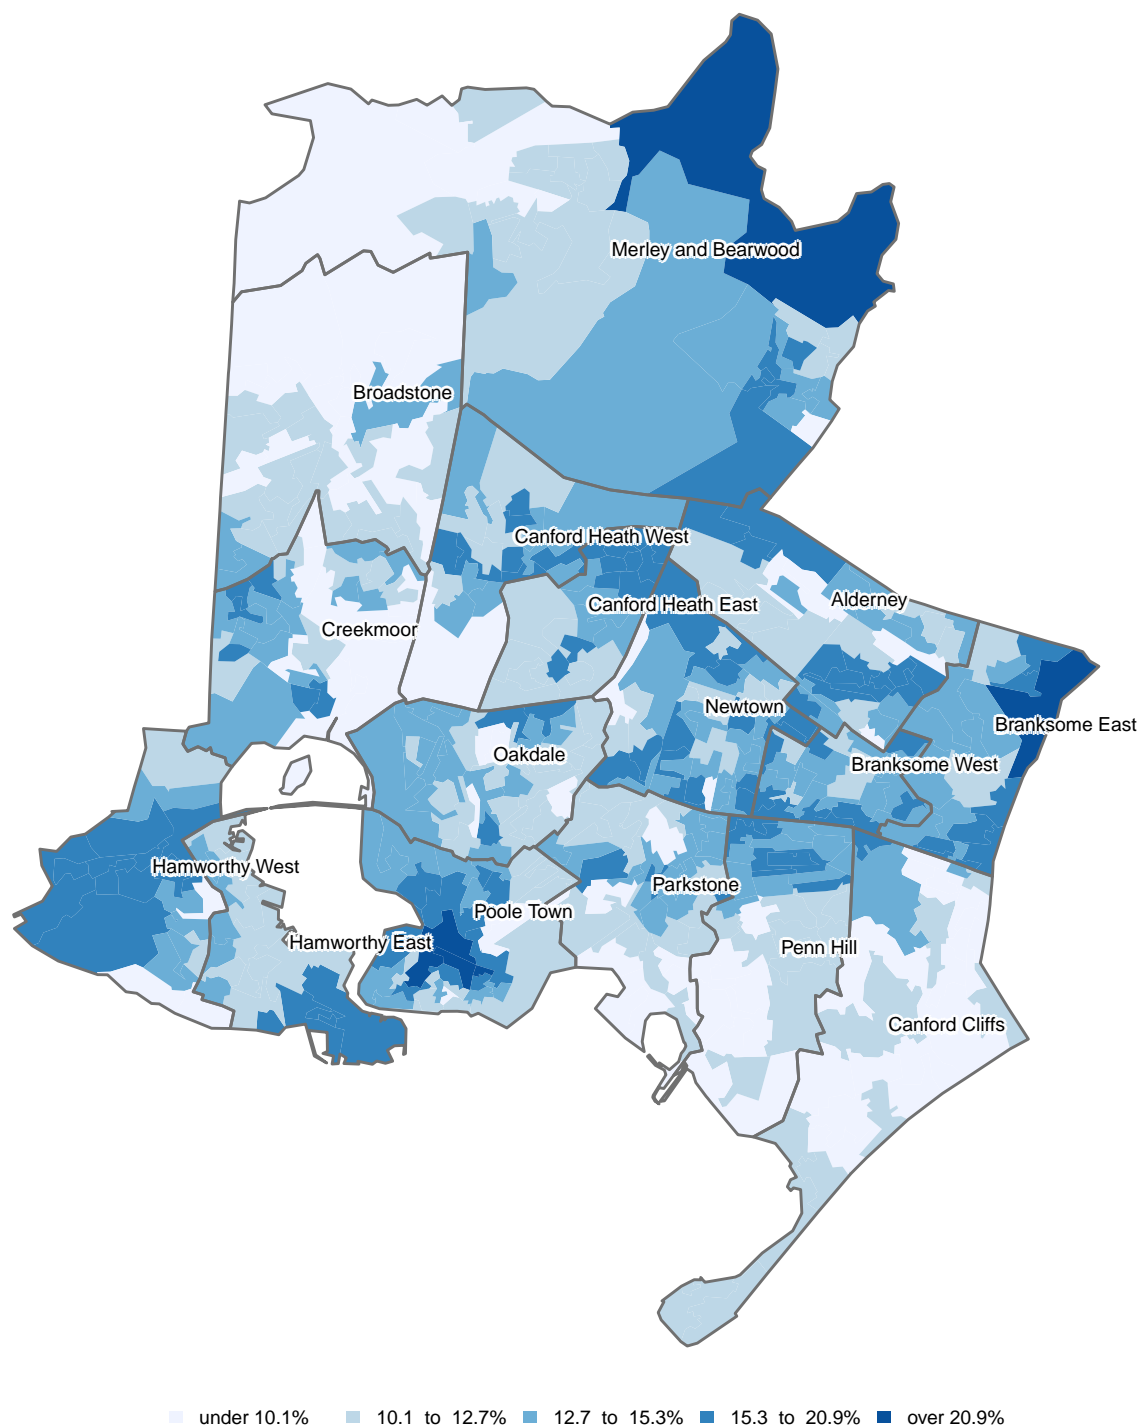 Merley and Bearwood
Broadstone
Canford Heath West
Canford Heath East
Alderney
Creekmoor
Newtown
Branksome East
Oakdale
Branksome West
Hamworthy West
Parkstone
Poole Town
Hamworthy East
Penn Hill
Canford Cliffs
under 10.1% 10.1 to 12.7% 12.7 to 15.3% 15.3 to 20.9% over 20.9%